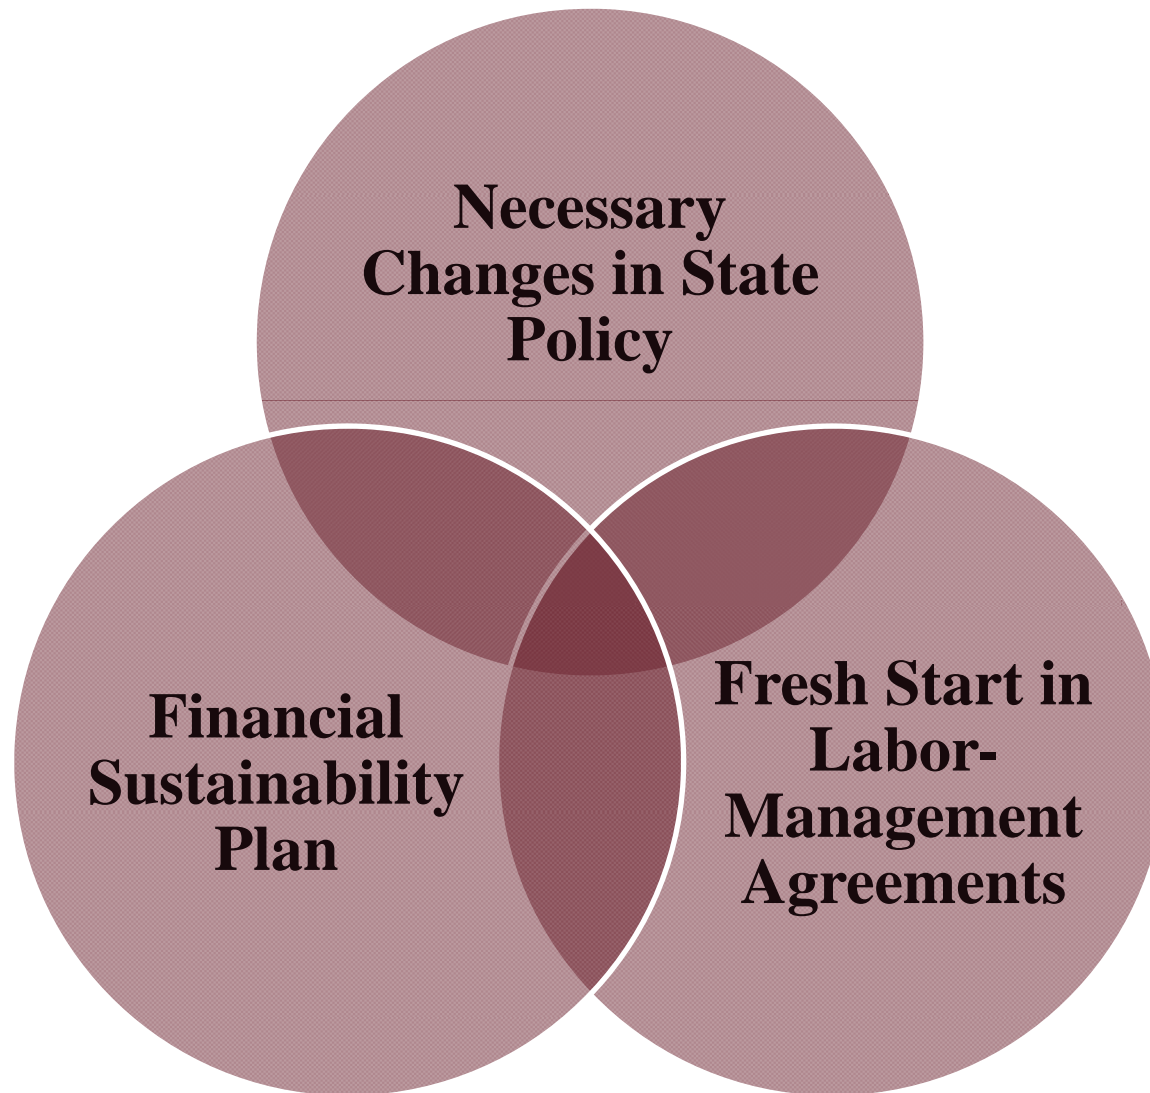 Necessary
Changes in State
Policy
Financial
Sustainability
Plan
Fresh Start in
Labor-
Management
Agreements